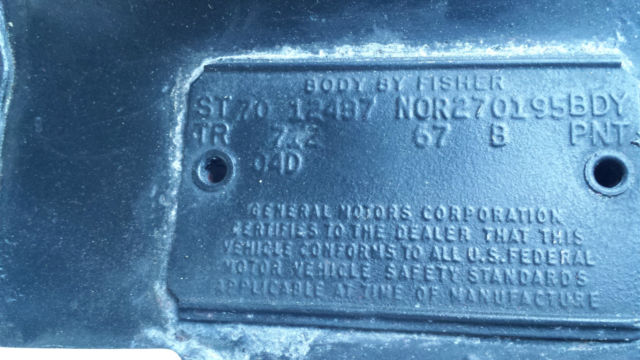 BODY BY FISHER
ST 70 12487 NOR270195BDY
TR 712 67 B PNT
04D
GENERAL MOTORS CORPORATION
CERTIFIES TO THE DEALER THAT THIS
VEHICLE CONFORMS TO ALL U.S. FEDERAL
MOTOR VEHICLE SAFETY STANDARDS
APPLICABLE AT TIME OF MANUFACTURE